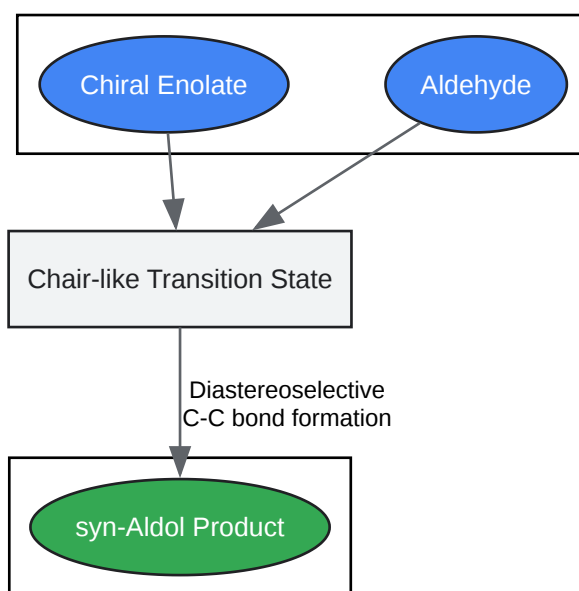 Chiral Enolate
Aldehyde
Chair-like Transition State
Diastereoselective
C-C bond formation
syn-Aldol Product